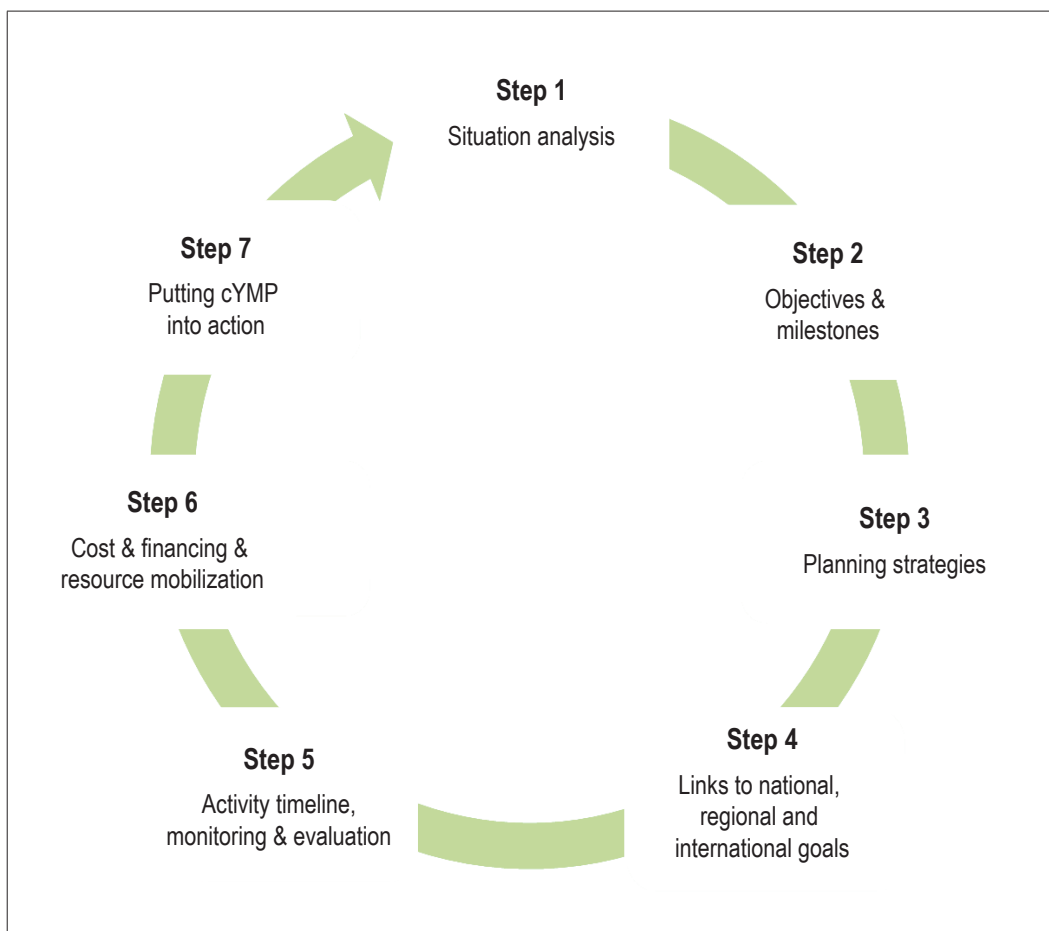 Step 1
Situation analysis
Step 2
Objectives &
milestones
Step 3
Planning strategies
Step 4
Links to national,
regional and
international goals
Step 5
Activity timeline,
monitoring & evaluation
Step 6
Cost & financing &
resource mobilization
Step 7
Putting cYMP
into action